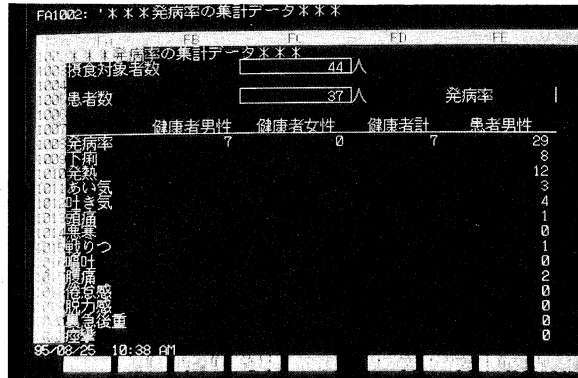 FA1002: '＊＊＊発病率の集計データ＊＊＊
FB FC FD FE
＊＊＊発病率の集計データ＊＊＊
摂食対象者数 44 人
患者数 37 人 発病率
健康者男性 健康者女性 健康者計 患者男性
発病率 7 0 7 29
下痢 8
発熱 12
あい気 3
吐き気 4
頭痛 1
悪寒 0
戦りつ 1
嘔吐 0
腹痛 2
倦怠感 0
脱力感 0
裏急後重 0
痙攣 0
95/08/25 10:38 AM